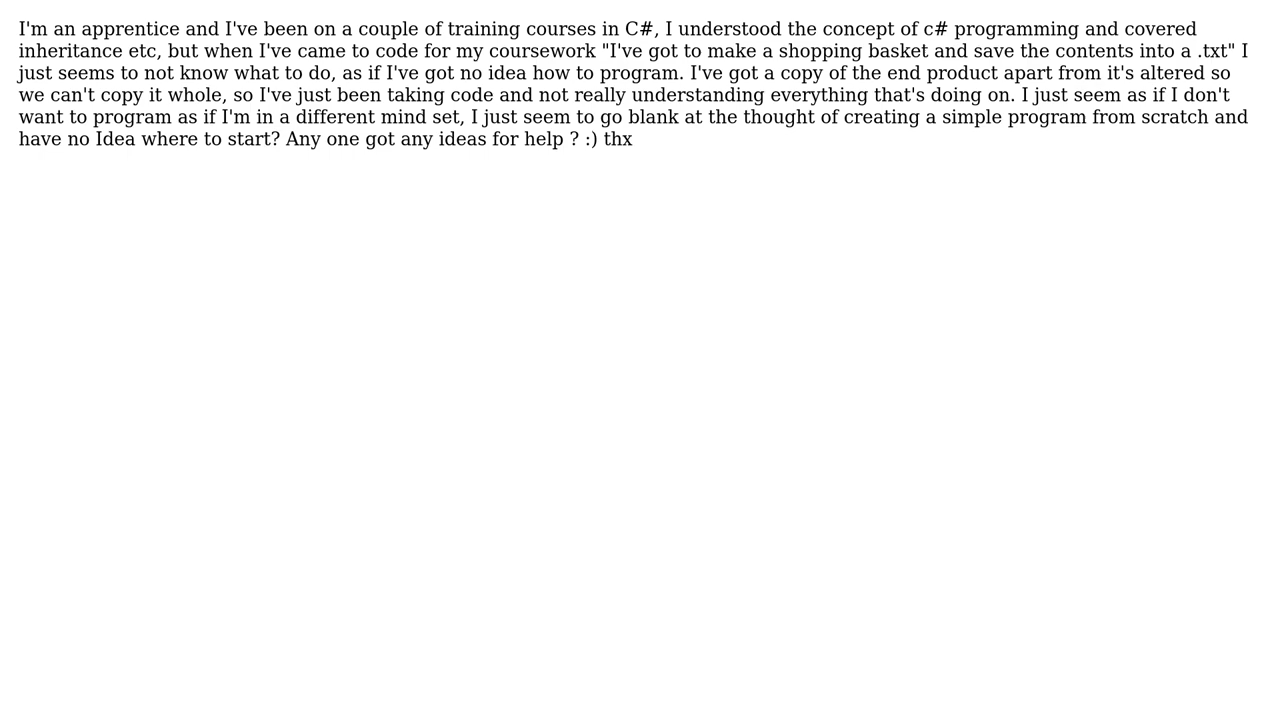 I'm an apprentice and I've been on a couple of training courses in C#, I understood the concept of c# programming and covered
inheritance etc, but when I've came to code for my coursework "I've got to make a shopping basket and save the contents into a .txt" I
just seems to not know what to do, as if I've got no idea how to program. I've got a copy of the end product apart from it's altered so
we can't copy it whole, so I've just been taking code and not really understanding everything that's doing on. I just seem as if I don't
want to program as if I'm in a different mind set, I just seem to go blank at the thought of creating a simple program from scratch and
have no Idea where to start? Any one got any ideas for help ? :) thx